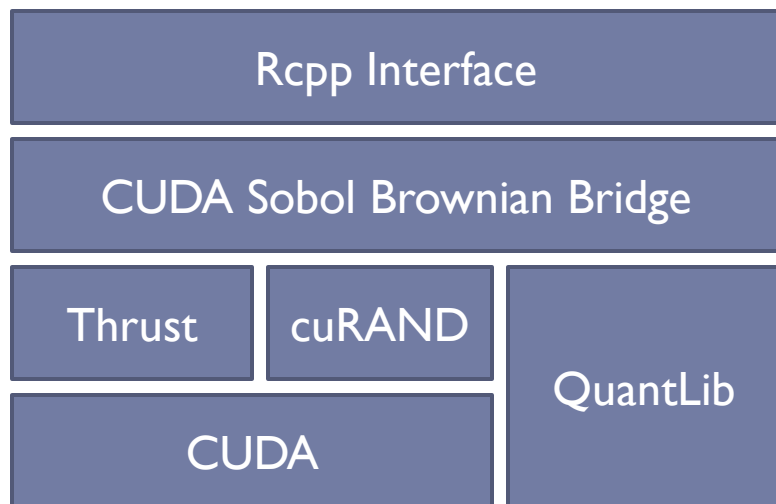 Rcpp Interface
CUDA Sobol Brownian Bridge
Thrust
cuRAND
QuantLib
CUDA